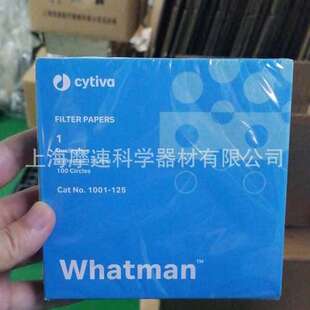 cytiva
FILTER PAPERS
1
上海摩速科学器材有限公司
100 Circles
Cat No. 1001-125
Whatman™